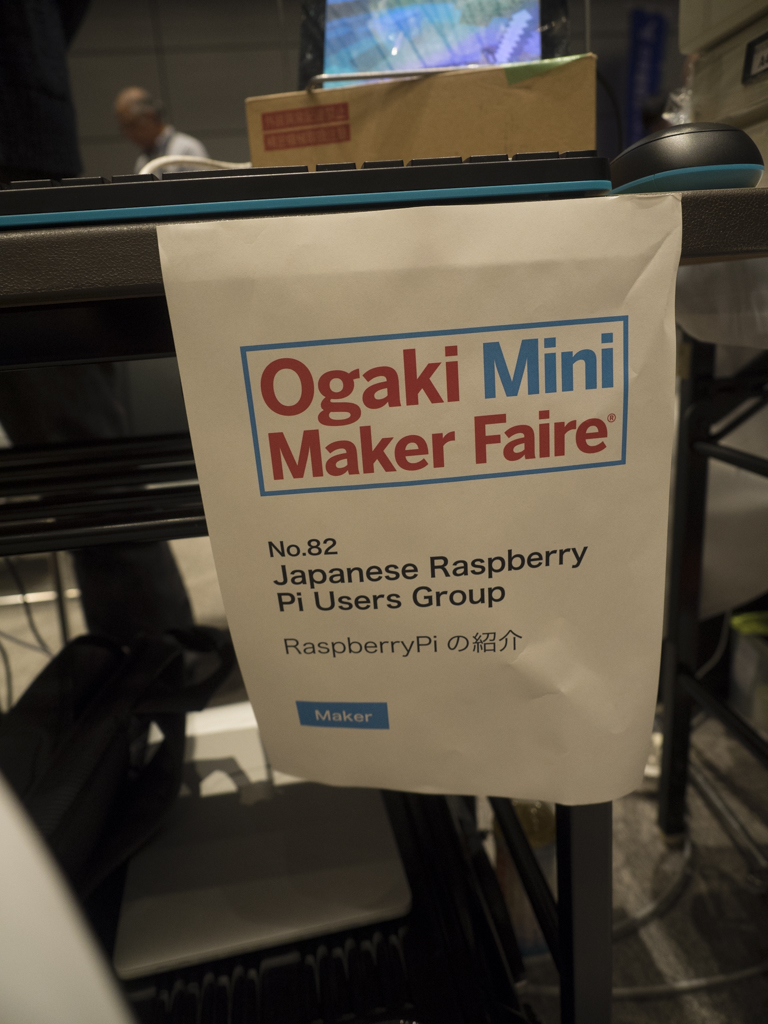 Ogaki Mini
Maker Faire®
No.82
Japanese Raspberry
Pi Users Group
RaspberryPi の紹介
Maker